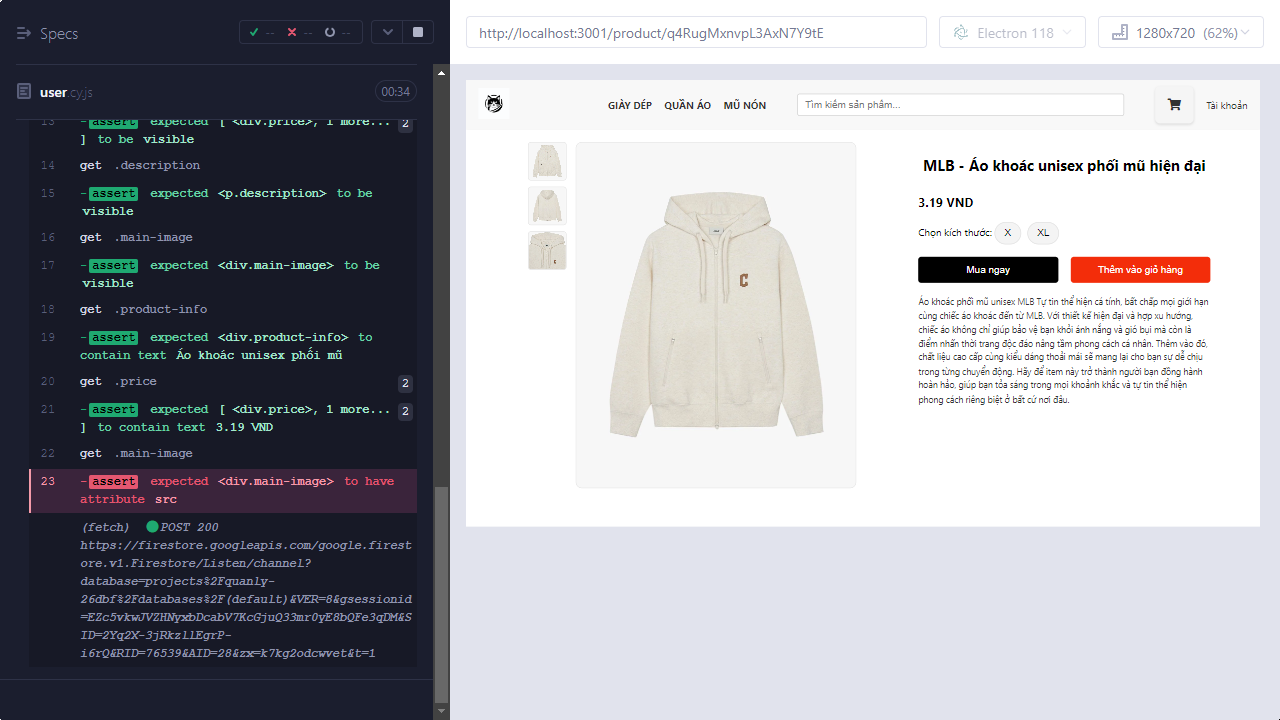 Specs
--
--
--
user.cy.js
00:34
13 -assert expected [ <div.price>, 1 more... ] to be visible 2
14 get .description
15 -assert expected <p.description> to be visible
16 get .main-image
17 -assert expected <div.main-image> to be visible
18 get .product-info
19 -assert expected <div.product-info> to contain text Áo khoác unisex phối mũ
20 get .price 2
21 -assert expected [ <div.price>, 1 more... ] to contain text 3.19 VND 2
22 get .main-image
23 -assert expected <div.main-image> to have attribute src
(fetch) POST 200
https://firestore.googleapis.com/google.firest
ore.v1.Firestore/Listen/channel?
database=projects%2Fquanly-
26dbf%2Fdatabases%2F(default)&VER=8&gsessionid
=EZc5vkwJVZHNyxbDcabV7KcGjuQ33mr0yE8bQFe3qDM&S
ID=2Yq2X-3jRkzllEgrP-
i6rQ&RID=76539&AID=28&zx=k7kg2odcwvet&t=1
http://localhost:3001/product/q4RugMxnvpL3AxN7Y9tE
Electron 118
1280x720 (62%)
GIÀY DÉP QUẦN ÁO MŨ NÓN
Tìm kiếm sản phẩm...
Tài khoản
MLB - Áo khoác unisex phối mũ hiện đại
3.19 VND
Chọn kích thước: X XL
Mua ngay
Thêm vào giỏ hàng
Áo khoác phối mũ unisex MLB Tự tin thể hiện cá tính, bất chấp mọi giới hạn
cùng chiếc áo khoác đến từ MLB. Với thiết kế hiện đại và hợp xu hướng,
chiếc áo không chỉ giúp bảo vệ bạn khỏi ánh nắng và gió bụi mà còn là
điểm nhấn thời trang độc đáo nâng tầm phong cách cá nhân. Thêm vào đó,
chất liệu cao cấp cùng kiểu dáng thoải mái sẽ mang lại cho bạn sự dễ chịu
trong từng chuyển động. Hãy để item này trở thành người bạn đồng hành
hoàn hảo, giúp bạn tỏa sáng trong mọi khoảnh khắc và tự tin thể hiện
phong cách riêng biệt ở bất cứ nơi đâu.
C